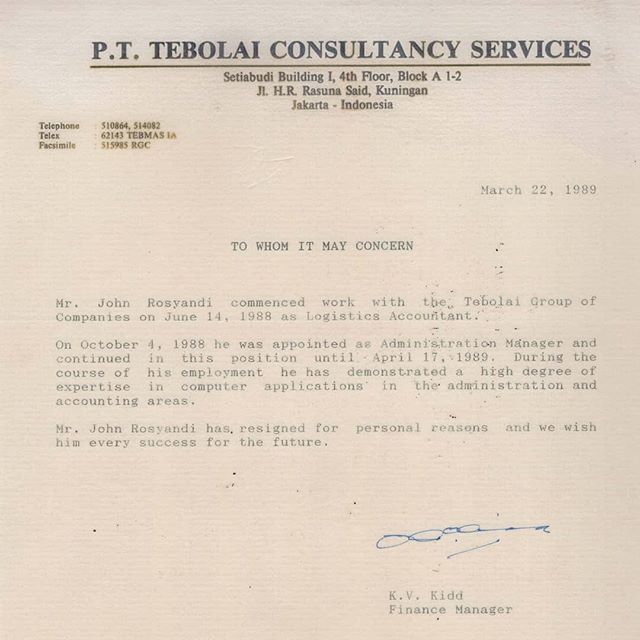 P.T. TEBOLAI CONSULTANCY SERVICES
Setiabudi Building I, 4th Floor, Block A 1-2
Jl. H.R. Rasuna Said, Kuningan
Jakarta - Indonesia
Telephone : 510864, 514082
Telex : 62143 TEBMAS IA
Facsimile : 515985 RGC
March 22, 1989
TO WHOM IT MAY CONCERN
Mr. John Rosyandi commenced work with the Tebolai Group of
Companies on June 14, 1988 as Logistics Accountant.
On October 4, 1988 he was appointed as Administration Manager and
continued in this position until April 17, 1989. During the
course of his employment he has demonstrated a high degree of
expertise in computer applications in the administration and
accounting areas.
Mr. John Rosyandi has resigned for personal reasons and we wish
him every success for the future.
K.V. Kidd
Finance Manager